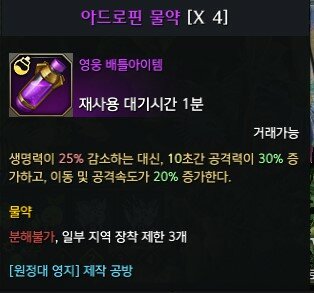 아드로핀 물약 [X 4]
영웅 배틀아이템
재사용 대기시간 1분
거래가능
생명력이 25% 감소하는 대신, 10초간 공격력이 30% 증
가하고, 이동 및 공격속도가 20% 증가한다.
물약
분해불가, 일부 지역 장착 제한 3개
[원정대 영지] 제작 공방